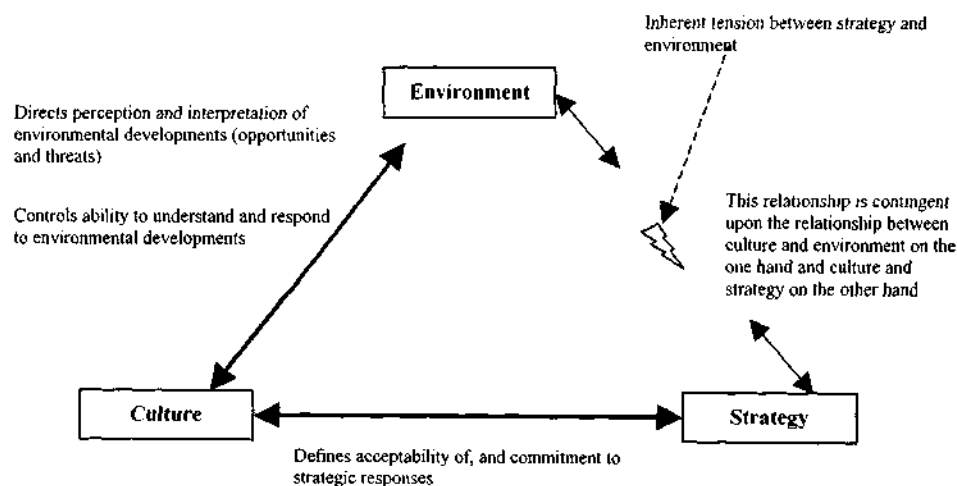 Inherent tension between strategy and
environment
Environment
Directs perception and interpretation of
environmental developments (opportunities
and threats)
Controls ability to understand and respond
to environmental developments
This relationship is contingent
upon the relationship between
culture and environment on the
one hand and culture and
strategy on the other hand
Culture
Strategy
Defines acceptability of, and commitment to
strategic responses